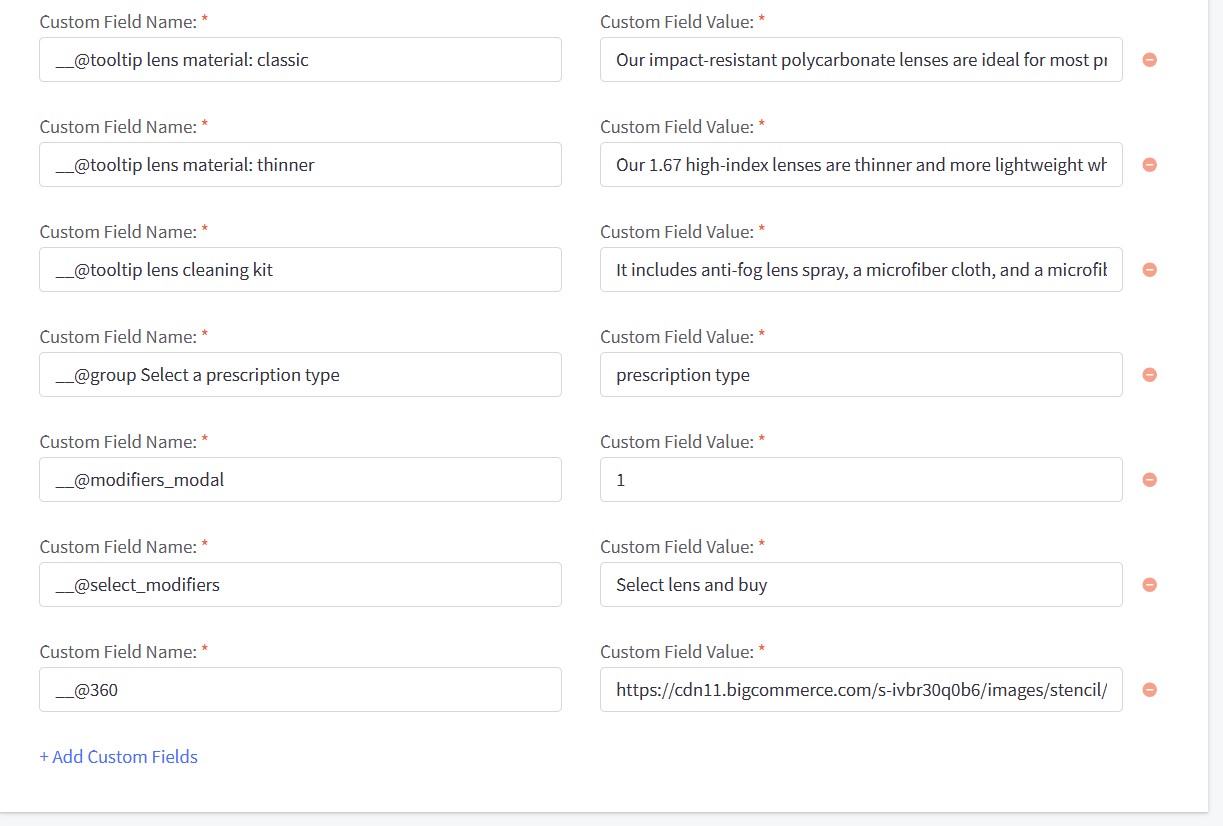 Custom Field Name: * Custom Field Value: *
__@tooltip lens material: classic Our impact-resistant polycarbonate lenses are ideal for most
Custom Field Name: * Custom Field Value: *
__@tooltip lens material: thinner Our 1.67 high-index lenses are thinner and more lightweight
Custom Field Name: * Custom Field Value: *
__@tooltip lens cleaning kit It includes anti-fog lens spray, a microfiber cloth, and a
Custom Field Name: * Custom Field Value: *
__@group Select a prescription type prescription type
Custom Field Name: * Custom Field Value: *
__@modifiers_modal 1
Custom Field Name: * Custom Field Value: *
__@select_modifiers Select lens and buy
Custom Field Name: * Custom Field Value: *
__@360 https://cdn11.bigcommerce.com/s-ivbr30q0b6/images/stencil/
+ Add Custom Fields